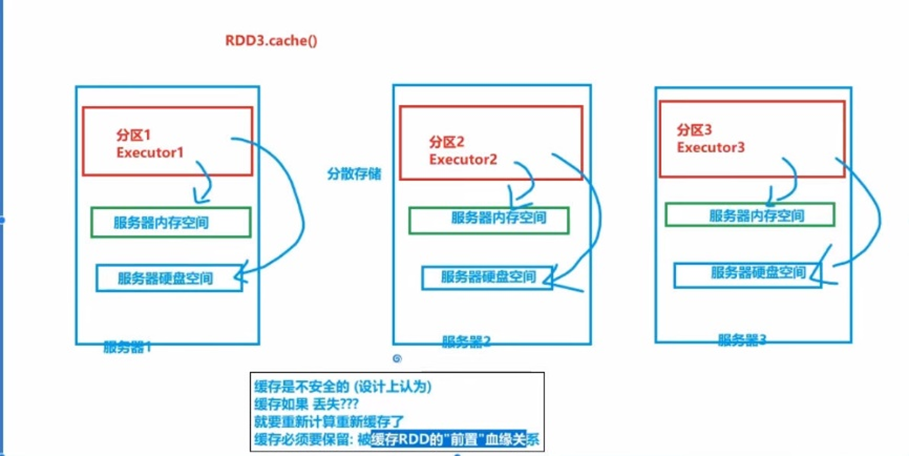 RDD3.cache()
分区1
Executor1
服务器内存空间
服务器硬盘空间
服务器1
分散存储
分区2
Executor2
服务器内存空间
服务器硬盘空间
服务器2
分区3
Executor3
服务器内存空间
服务器硬盘空间
服务器3
缓存是不安全的 (设计上认为)
缓存如果 丢失???
就要重新计算重新缓存了
缓存必须要保留: 被缓存RDD的"前置"血缘关系